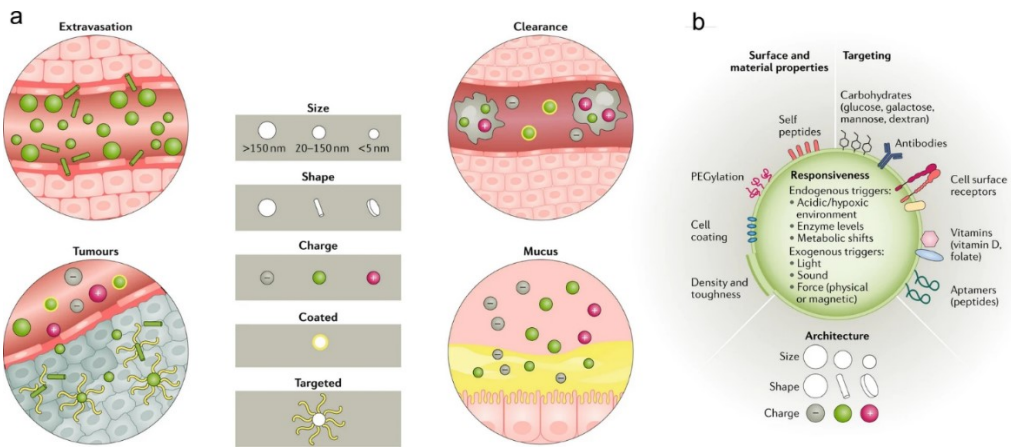 a
Extravasation
Tumours
Size
>150 nm 20–150 nm <5 nm
Shape
Charge
−
+
Coated
Targeted
Clearance
−
+
+
−
Mucus
−
+
−
+
−
−
−
b
Surface and
material properties
Targeting
Carbohydrates
(glucose, galactose,
mannose, dextran)
Self
peptides
Antibodies
PEGylation
Cell surface
receptors
Cell
coating
Vitamins
(vitamin D,
folate)
Density and
toughness
Aptamers
(peptides)
Responsiveness
Endogenous triggers:
• Acidic/hypoxic
environment
• Enzyme levels
• Metabolic shifts
Exogenous triggers:
• Light
• Sound
• Force (physical
or magnetic)
Architecture
Size
Shape
Charge
−
+